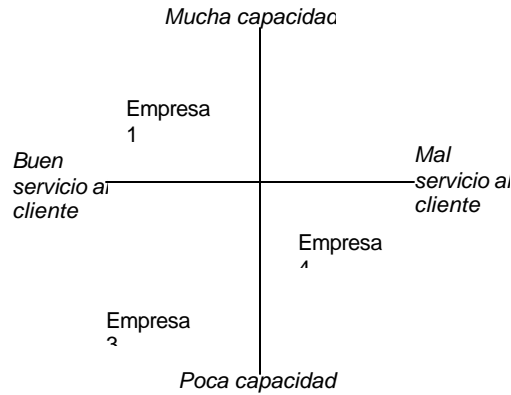 Mucha capacidad
Empresa
1
Buen
servicio al
cliente
Mal
servicio al
cliente
Empresa
4
Empresa
3
Poca capacidad